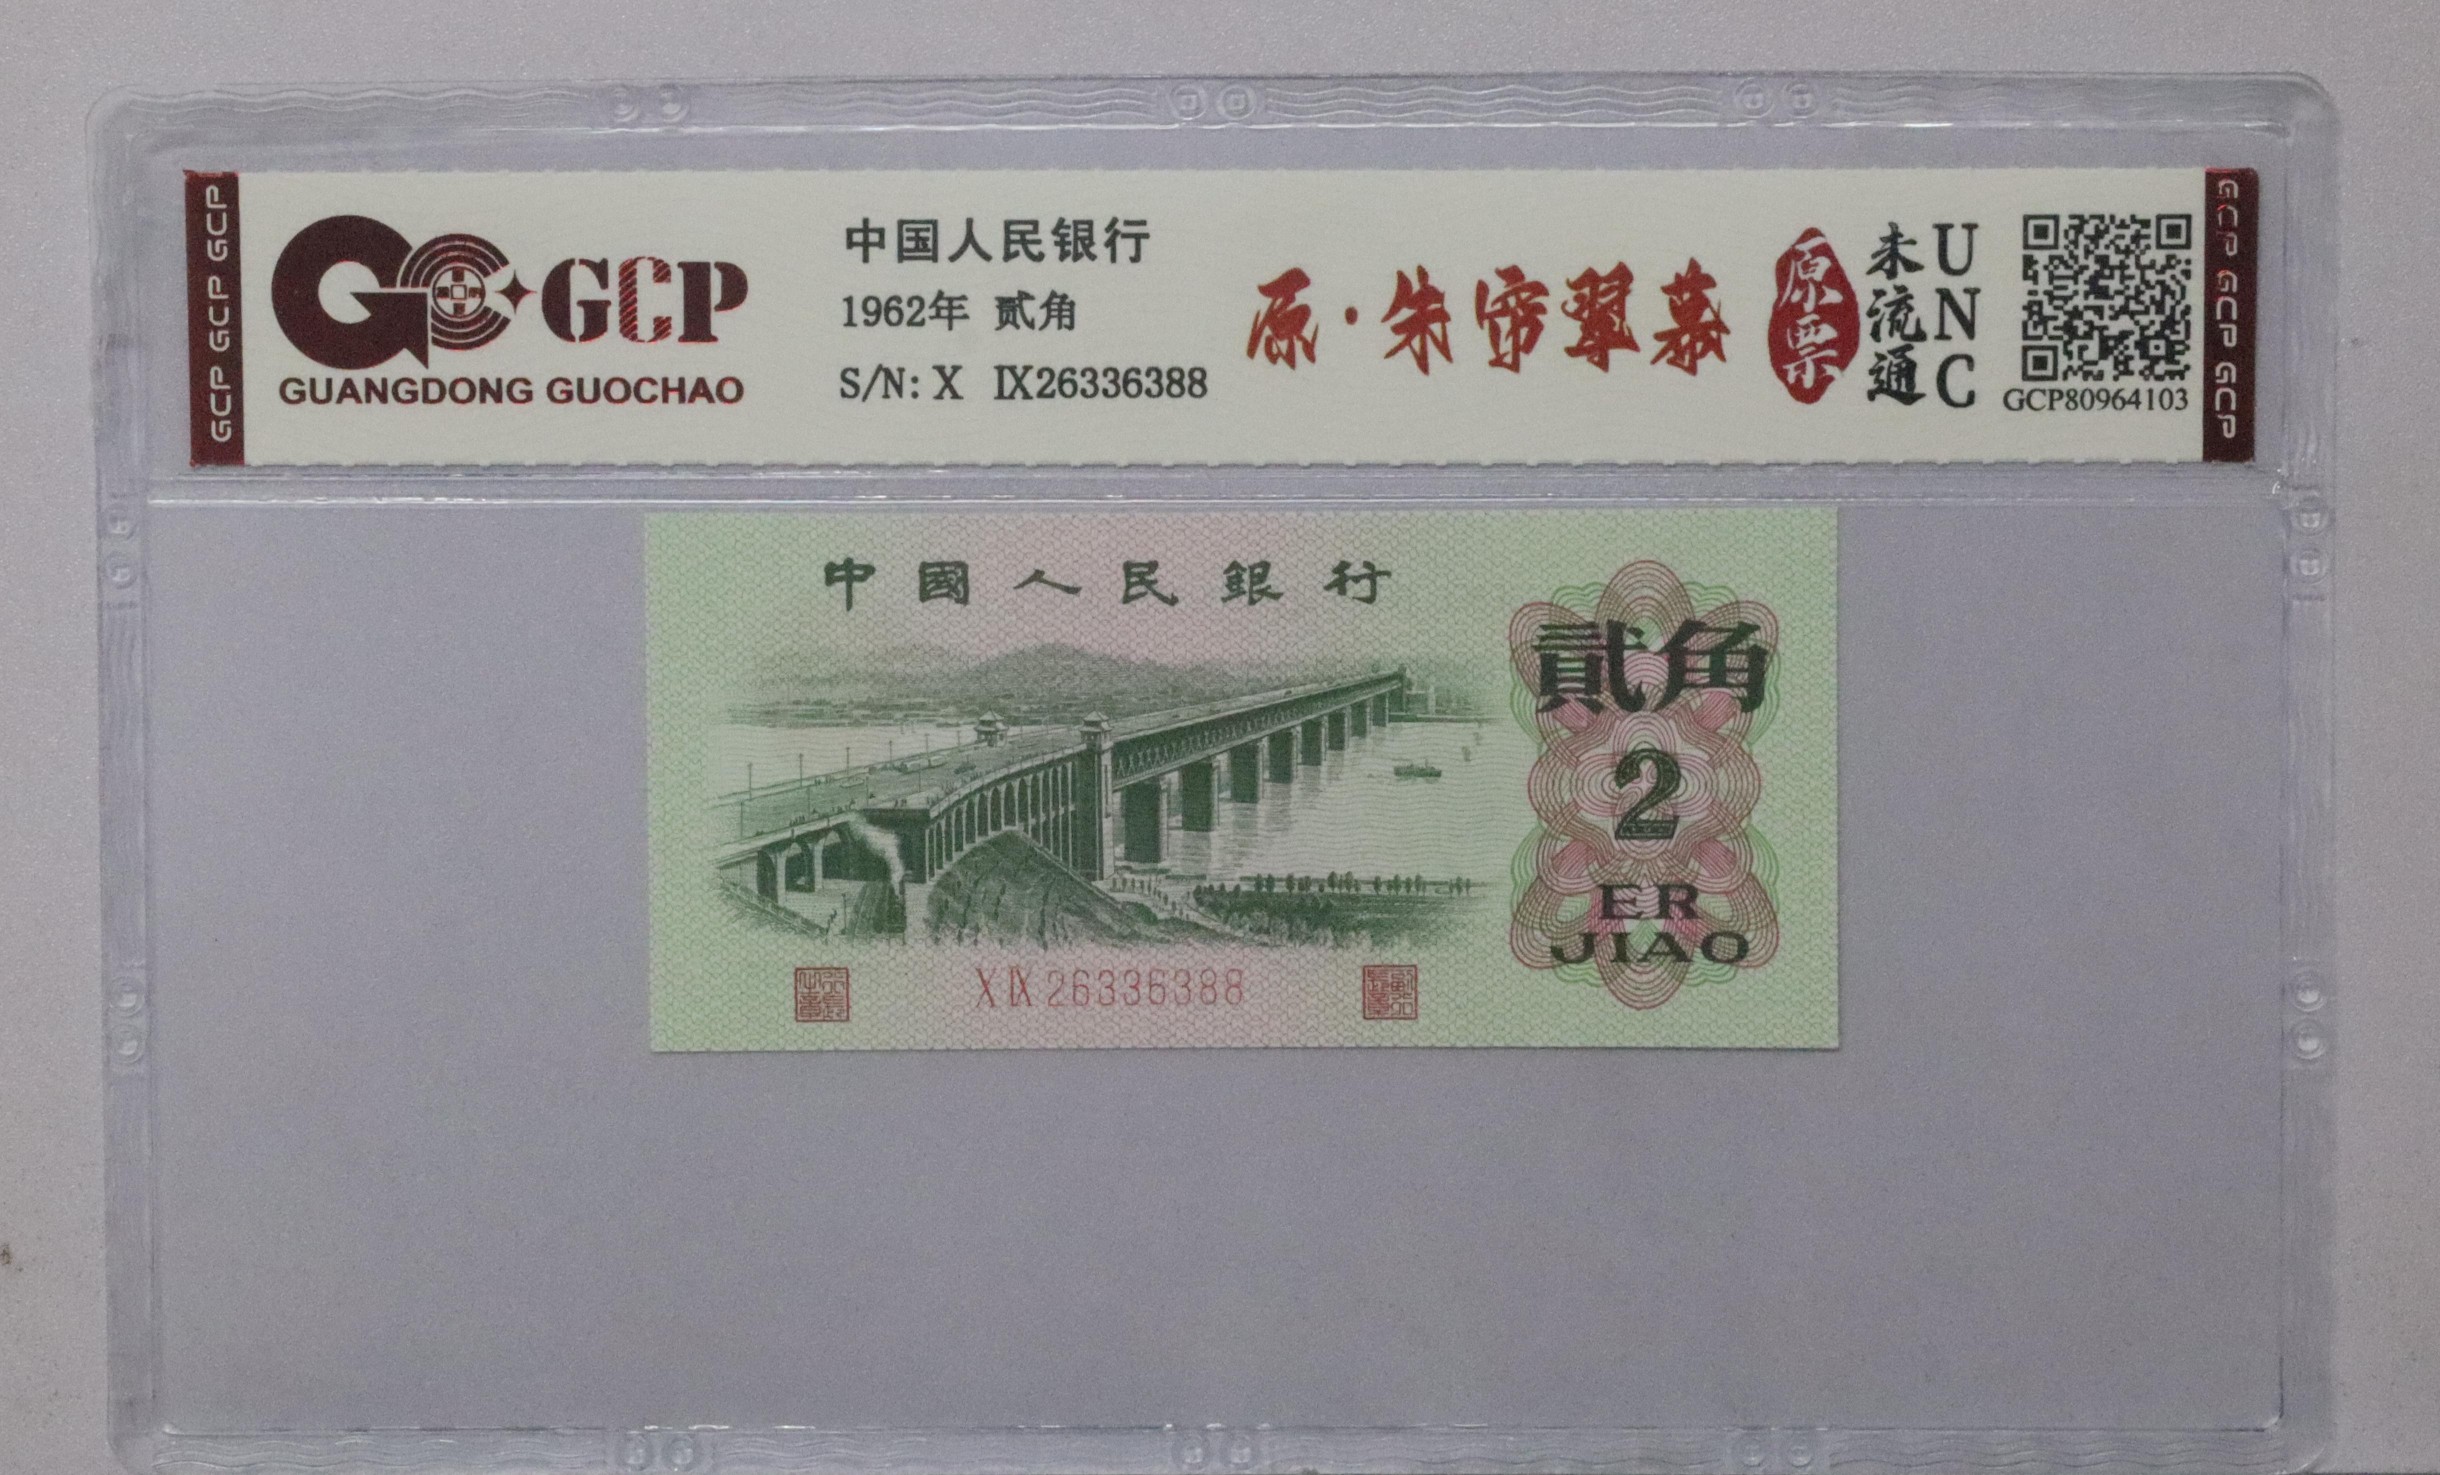 GCP GCP GCP
GCP
GUANGDONG GUOCHAO
中国人民银行
1962年 贰角
S/N: X IX26336388
原·朱帘翠幕
原票
未流通
UNC
GCP80964103
GCP GCP GCP
中國人民銀行
貳角
2
ER
JIAO
X IX 26336388